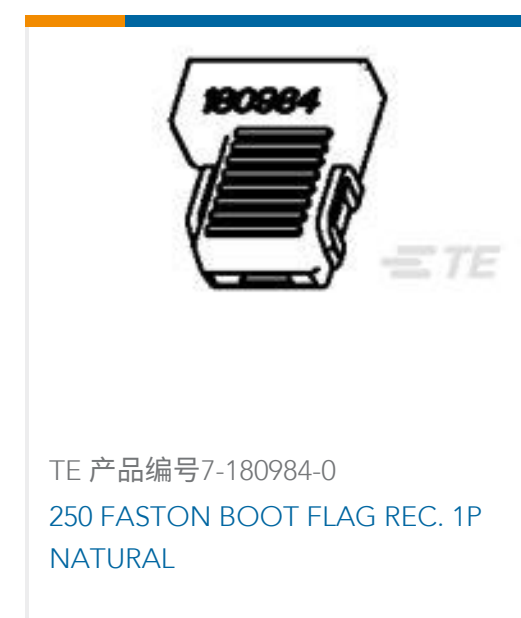 180984
TE
TE 产品编号7-180984-0
250 FASTON BOOT FLAG REC. 1P
NATURAL